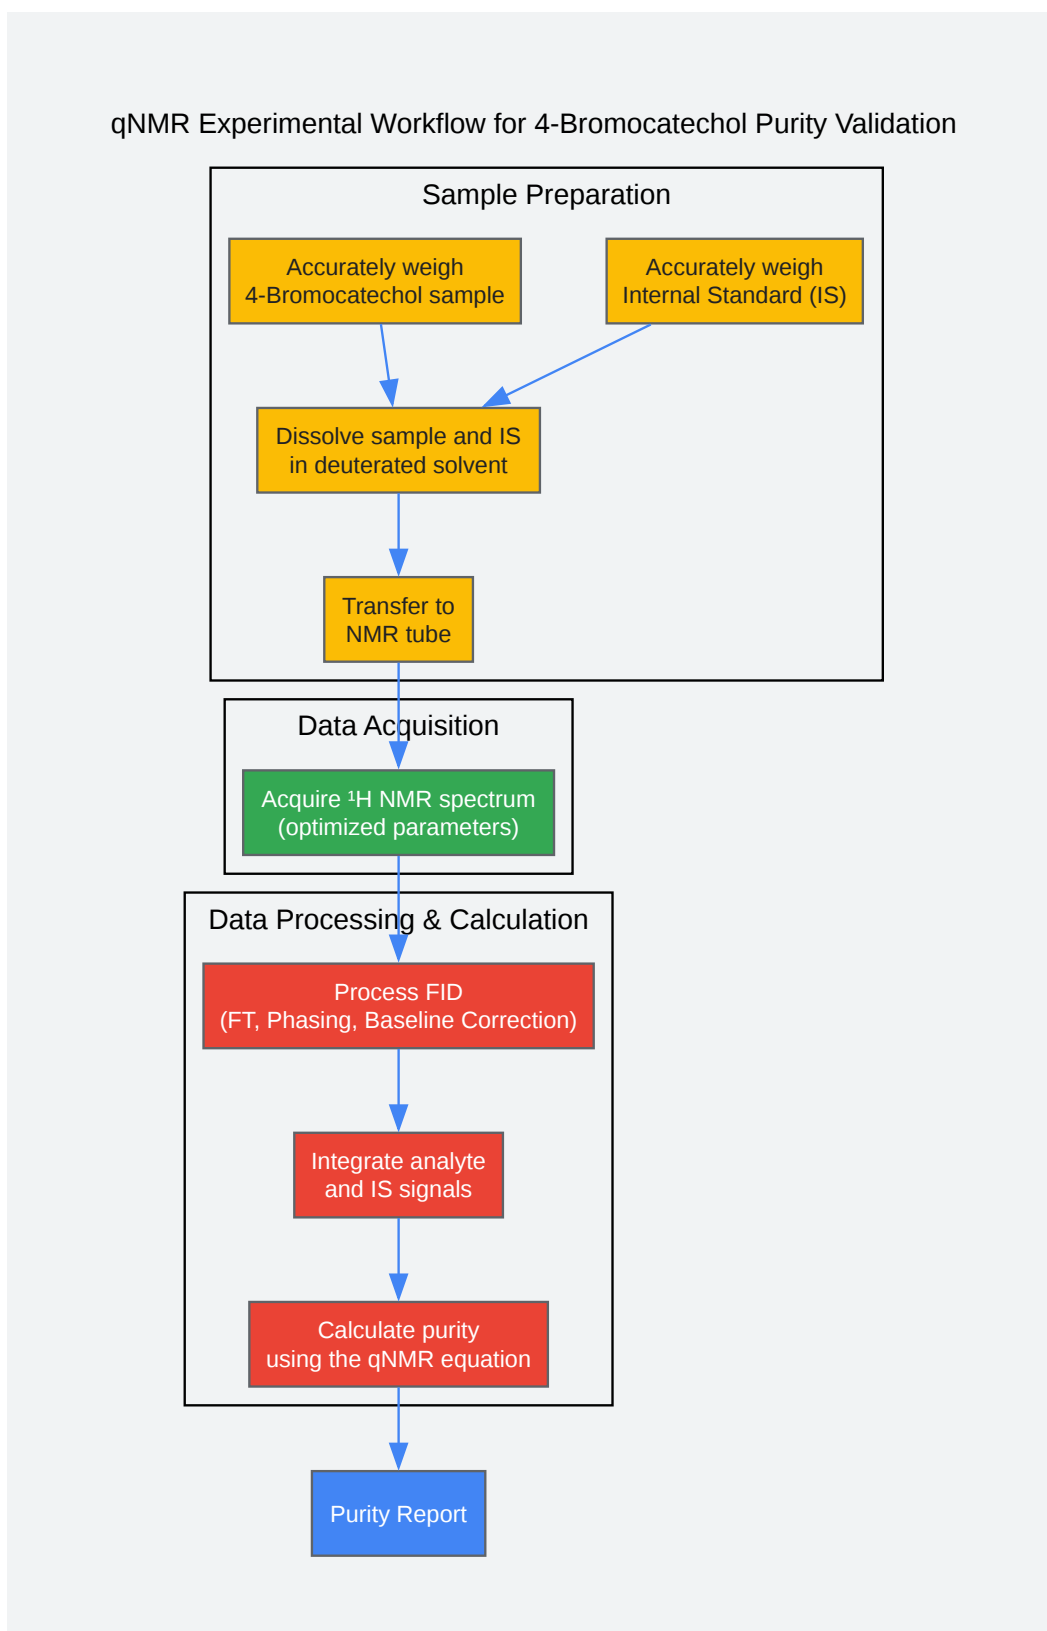 qNMR Experimental Workflow for 4-Bromocatechol Purity Validation
Sample Preparation
Accurately weigh
4-Bromocatechol sample
Accurately weigh
Internal Standard (IS)
Dissolve sample and IS
in deuterated solvent
Transfer to
NMR tube
Data Acquisition
Acquire ¹H NMR spectrum
(optimized parameters)
Data Processing & Calculation
Process FID
(FT, Phasing, Baseline Correction)
Integrate analyte
and IS signals
Calculate purity
using the qNMR equation
Purity Report